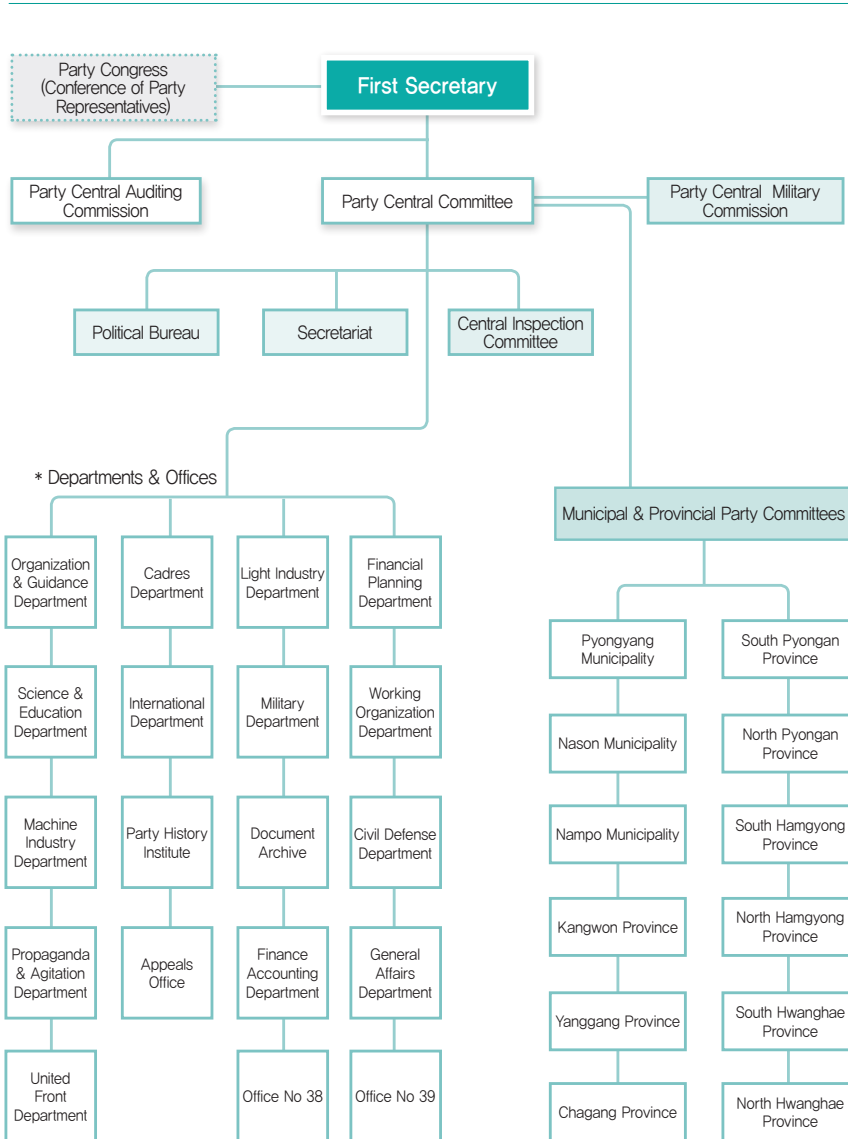 Party Congress
(Conference of Party
Representatives)
First Secretary
Party Central Auditing
Commission
Party Central Committee
Party Central Military
Commission
Political Bureau
Secretariat
Central Inspection
Committee
* Departments & Offices
Municipal & Provincial Party Committees
Organization
& Guidance
Department
Cadres
Department
Light Industry
Department
Financial
Planning
Department
Science &
Education
Department
International
Department
Military
Department
Working
Organization
Department
Machine
Industry
Department
Party History
Institute
Document
Archive
Civil Defense
Department
Propaganda
& Agitation
Department
Appeals
Office
Finance
Accounting
Department
General
Affairs
Department
United
Front
Department
Office No 38
Office No 39
Pyongyang
Municipality
South Pyongan
Province
Nason Municipality
North Pyongan
Province
Nampo Municipality
South Hamgyong
Province
Kangwon Province
North Hamgyong
Province
Yanggang Province
South Hwanghae
Province
Chagang Province
North Hwanghae
Province